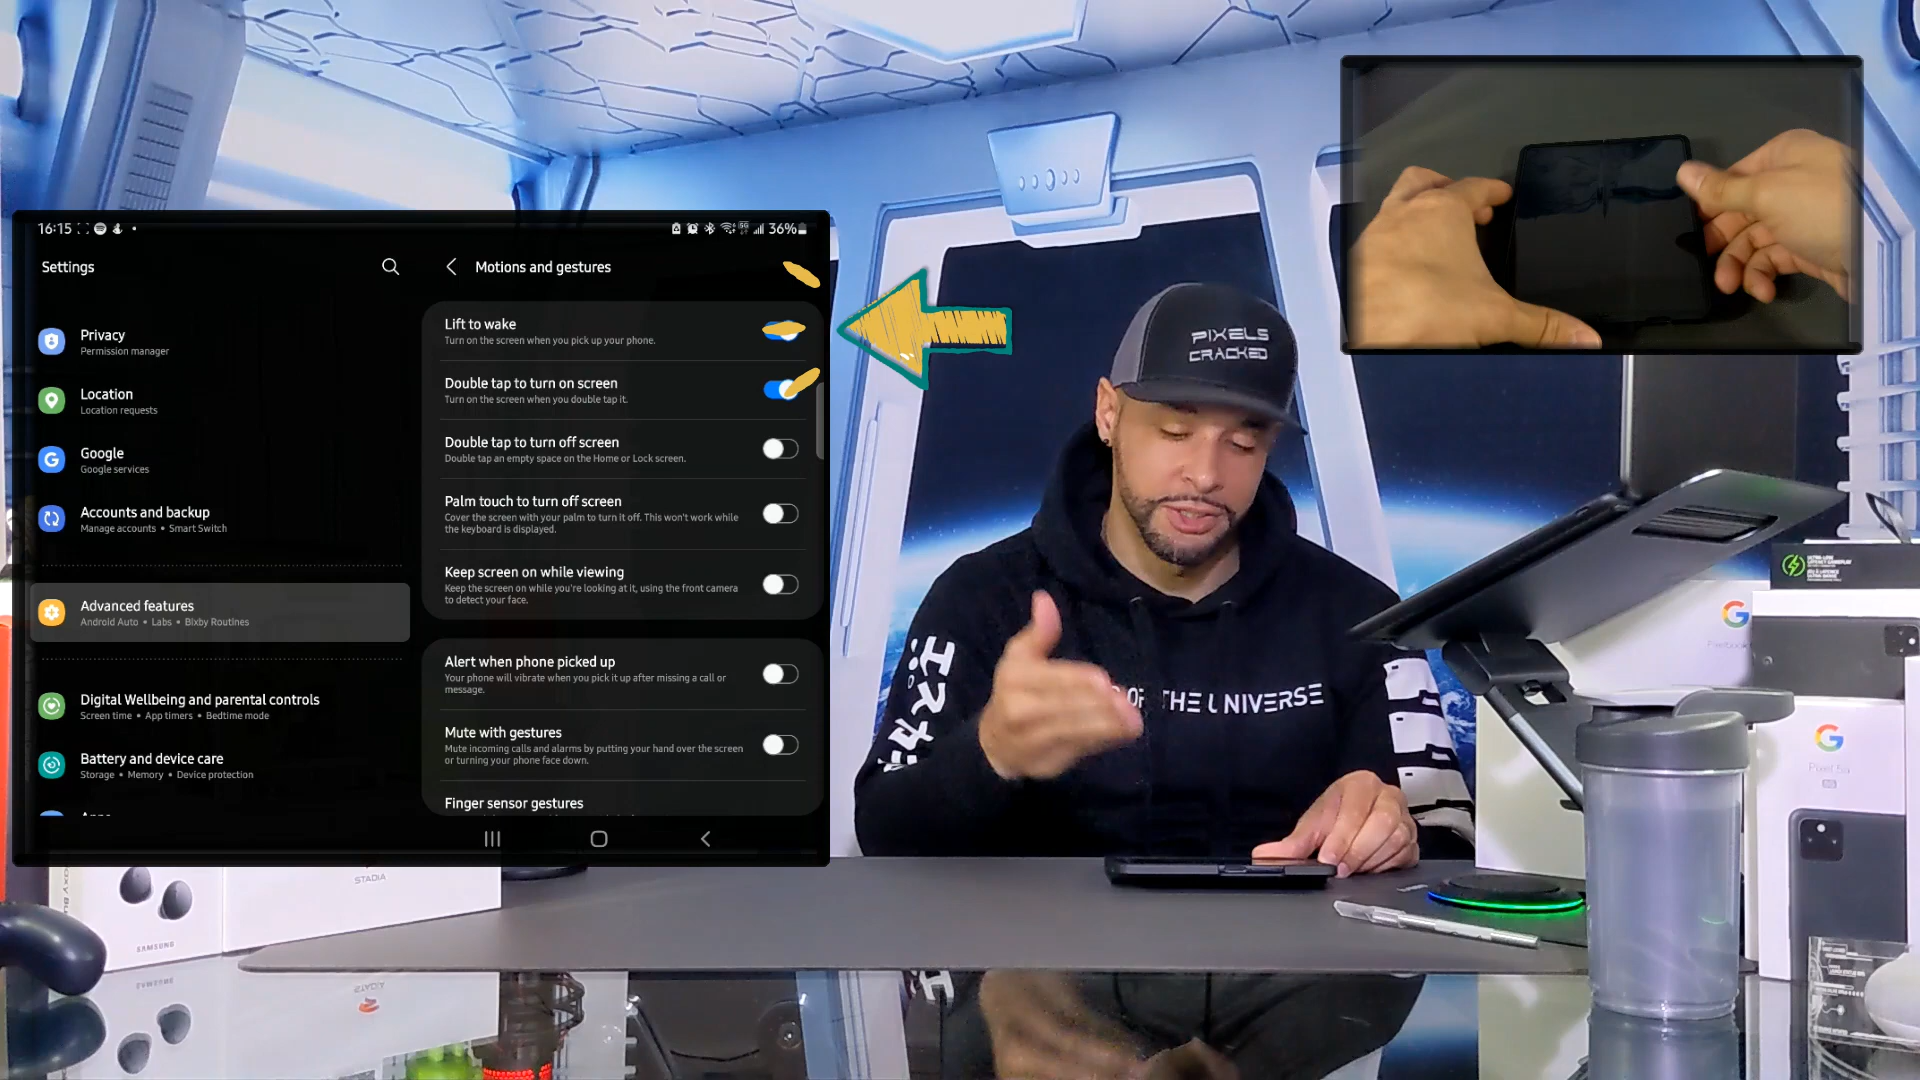 16:15
36%
Settings
Motions and gestures
Privacy
Permission manager
Location
Location requests
Google
Google services
Accounts and backup
Manage accounts • Smart Switch
Advanced features
Android Auto • Labs • Bixby Routines
Digital Wellbeing and parental controls
Screen time • App timers • Bedtime mode
Battery and device care
Storage • Memory • Device protection
Lift to wake
Turn on the screen when you pick up your phone.
Double tap to turn on screen
Turn on the screen when you double tap it.
Double tap to turn off screen
Double tap an empty space on the Home or Lock screen.
Palm touch to turn off screen
Cover the screen with your palm to turn it off. This won't work while
the keyboard is displayed.
Keep screen on while viewing
Keep the screen on while you're looking at it, using the front camera
to detect your face.
Alert when phone picked up
Your phone will vibrate when you pick it up after missing a call or
message.
Mute with gestures
Mute incoming calls and alarms by putting your hand over the screen
or turning your phone face down.
Finger sensor gestures
PIXELS
CRACKED
OF THE UNIVERSE
エスカ
G
G
Pixel 5a
5G
STADIA
SAMSUNG